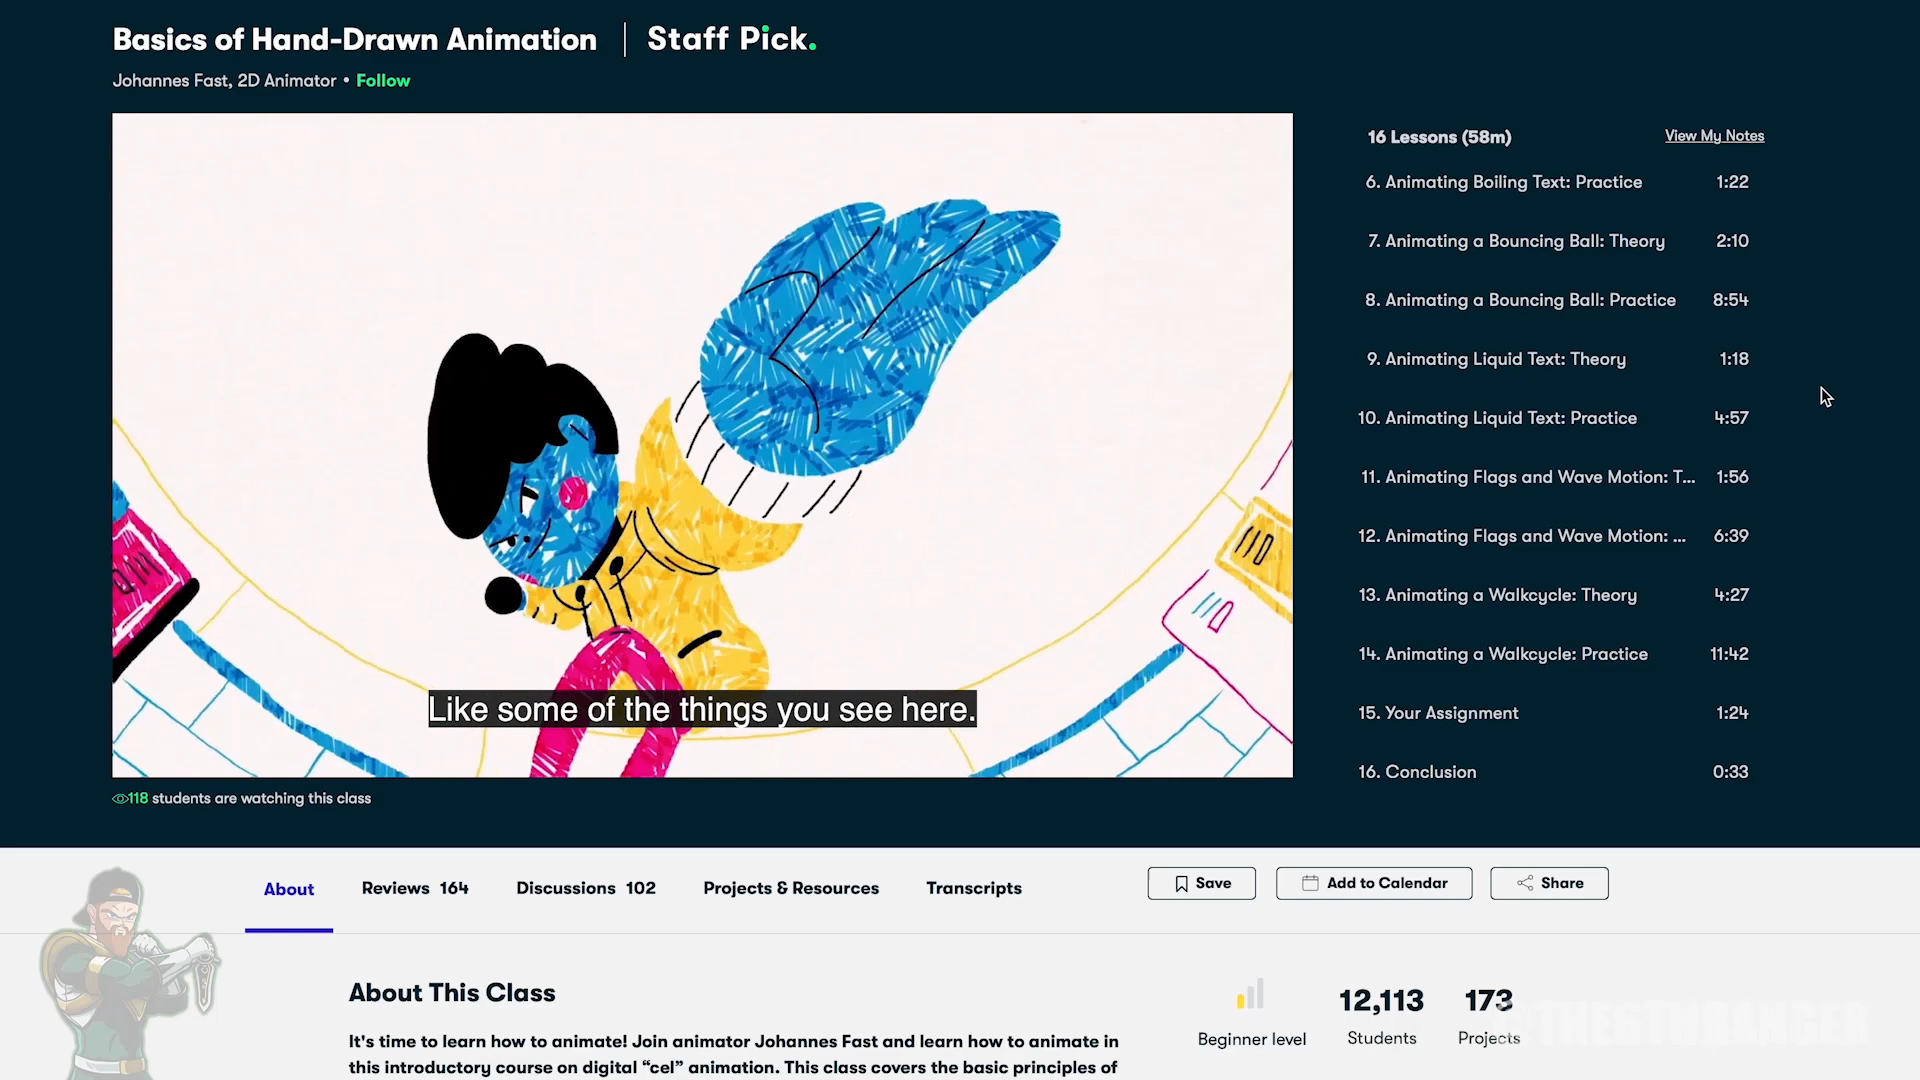 Basics of Hand-Drawn Animation | Staff Pick.
Johannes Fast, 2D Animator • Follow
16 Lessons (58m) View My Notes
6. Animating Boiling Text: Practice 1:22
7. Animating a Bouncing Ball: Theory 2:10
8. Animating a Bouncing Ball: Practice 8:54
9. Animating Liquid Text: Theory 1:18
10. Animating Liquid Text: Practice 4:57
11. Animating Flags and Wave Motion: T... 1:56
12. Animating Flags and Wave Motion: ... 6:39
13. Animating a Walkcycle: Theory 4:27
14. Animating a Walkcycle: Practice 11:42
15. Your Assignment 1:24
16. Conclusion 0:33
Like some of the things you see here.
118 students are watching this class
About Reviews 164 Discussions 102 Projects & Resources Transcripts Save Add to Calendar Share
About This Class
It's time to learn how to animate! Join animator Johannes Fast and learn how to animate in
this introductory course on digital “cel” animation. This class covers the basic principles of
12,113 173
Beginner level Students Projects
@THE6THRANGER